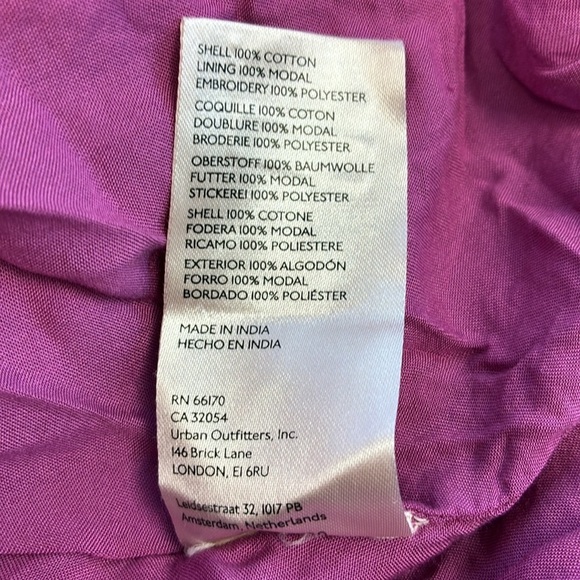 SHELL 100% COTTON
LINING 100% MODAL
EMBROIDERY 100% POLYESTER
COQUILLE 100% COTON
DOUBLURE 100% MODAL
BRODERIE 100% POLYESTER
OBERSTOFF 100% BAUMWOLLE
FUTTER 100% MODAL
STICKEREI 100% POLYESTER
SHELL 100% COTONE
FODERA 100% MODAL
RICAMO 100% POLIESTERE
EXTERIOR 100% ALGODÓN
FORRO 100% MODAL
BORDADO 100% POLIÉSTER
MADE IN INDIA
HECHO EN INDIA
RN 66170
CA 32054
Urban Outfitters, Inc.
146 Brick Lane
LONDON, E1 6RU
Leidsestraat 32, 1017 PB
Amsterdam, Netherlands